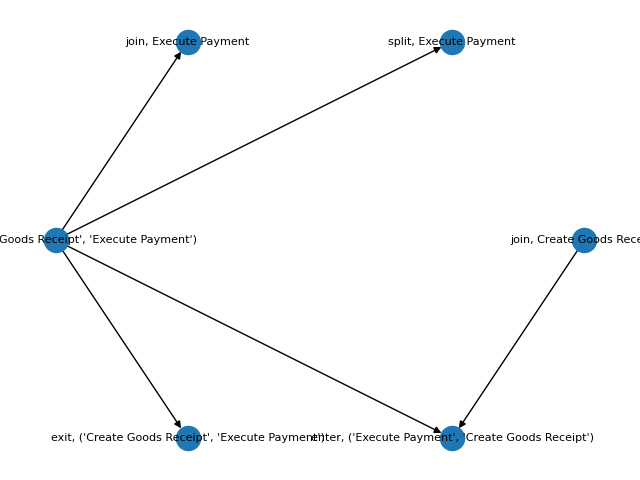 join, Execute Payment
split, Execute Payment
Goods Receipt', 'Execute Payment')
join, Create Goods Rece
exit, ('Create Goods Receipt', 'Execute Payment')
enter, ('Execute Payment', 'Create Goods Receipt')